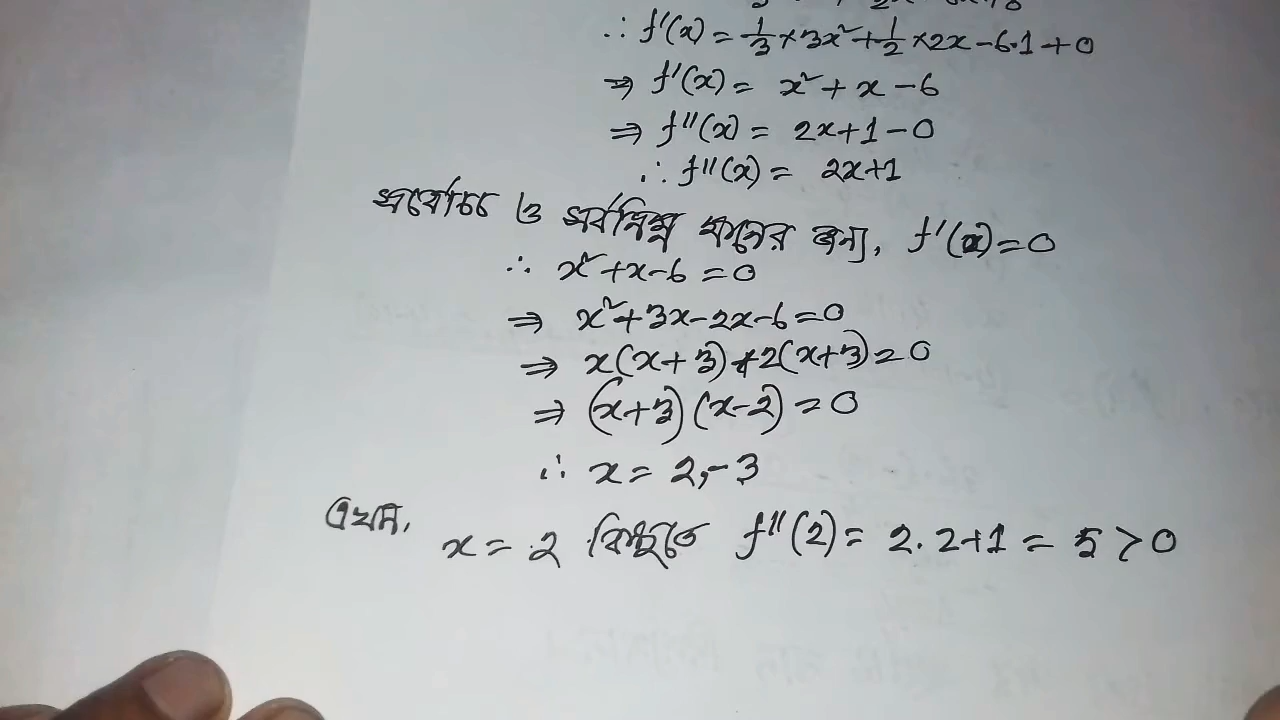 ∴ f'(x) = 1/3 × 3x² + 1/2 × 2x - 6·1 + 0
⇒ f'(x) = x² + x - 6
⇒ f''(x) = 2x+1-0
∴ f''(x) = 2x+1
সর্বোচ্চ ও সর্বনিম্ন মানের জন্য, f'(x)=0
∴ x²+x-6=0
⇒ x²+3x-2x-6=0
⇒ x(x+3)-2(x+3)=0
⇒ (x+3)(x-2)=0
∴ x = 2,-3
এখন,
x = 2 বিন্দুতে f''(2) = 2.2+1 = 5 > 0